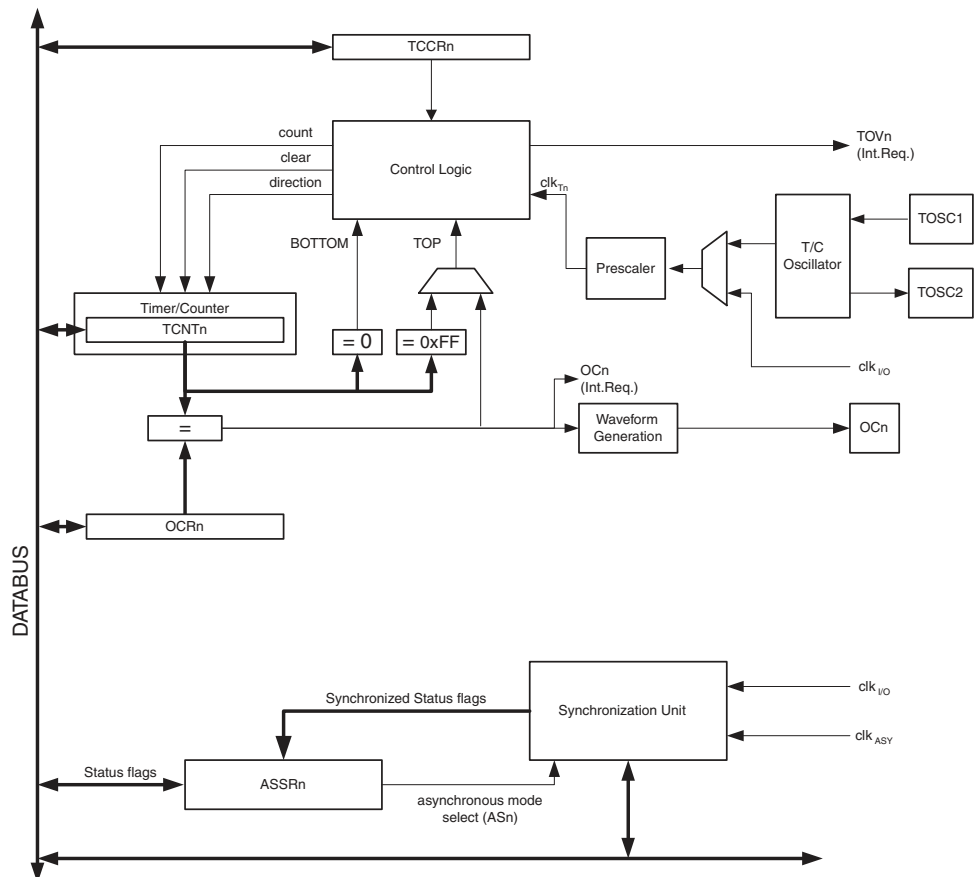 TCCRn
count
clear
direction
Control Logic
TOVn
(Int.Req.)
clkTn
BOTTOM
TOP
TOSC1
T/C
Oscillator
Prescaler
TOSC2
Timer/Counter
TCNTn
= 0
= 0xFF
clkI/O
OCn
(Int.Req.)
=
Waveform
Generation
OCn
OCRn
DATABUS
Synchronized Status flags
Synchronization Unit
clkI/O
clkASY
Status flags
ASSRn
asynchronous mode
select (ASn)